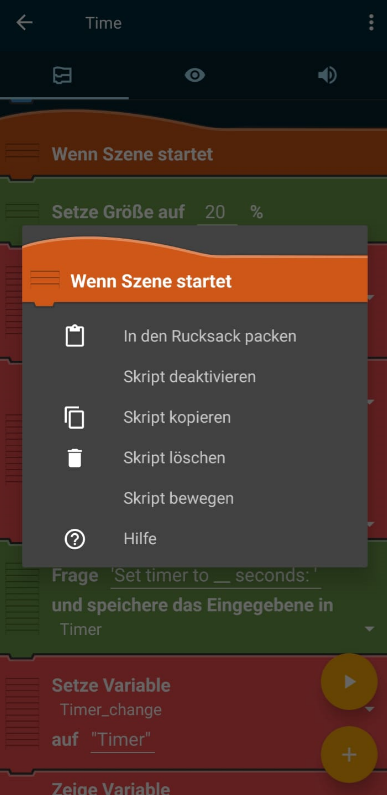 Time
Wenn Szene startet
Setze Größe auf 20 %
Wenn Szene startet
In den Rucksack packen
Skript deaktivieren
Skript kopieren
Skript löschen
Skript bewegen
Hilfe
Frage 'Set timer to __ seconds: '
und speichere das Eingegebene in
Timer
Setze Variable
Timer_change
auf "Timer"
Zeige Variable